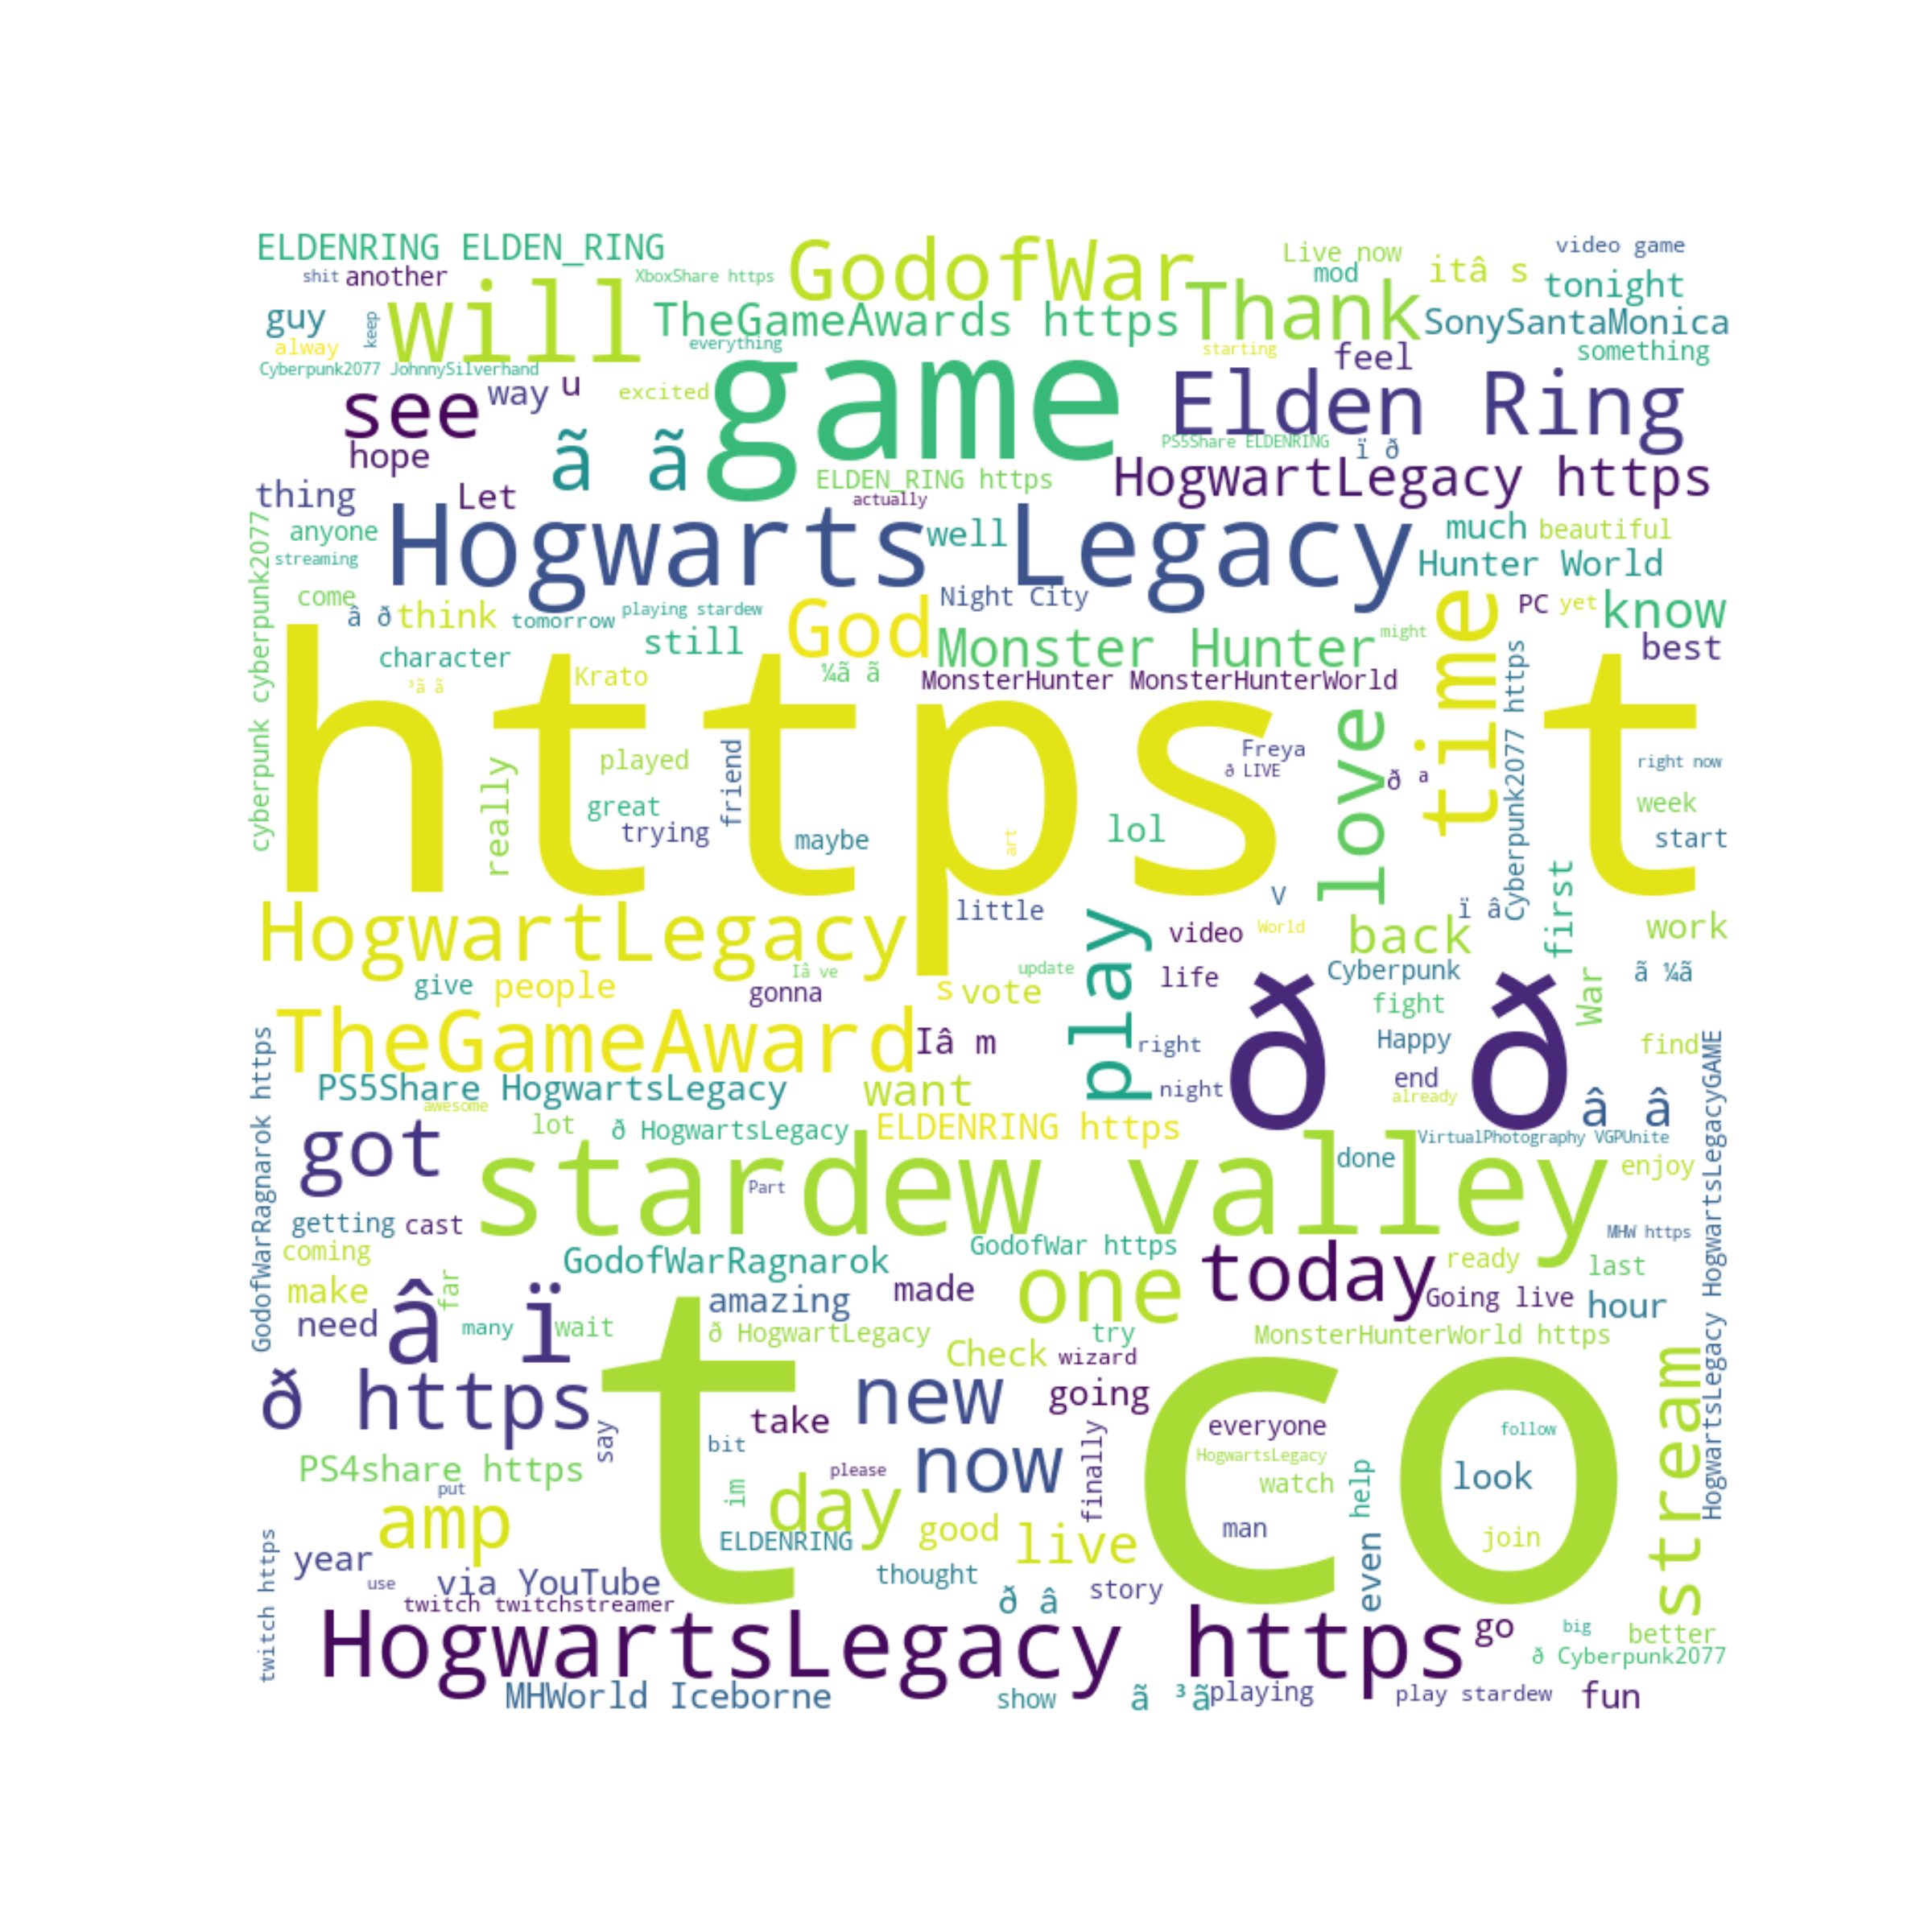 ELDENRING ELDEN_RING
GodofWar
Live now
video game
shit
another
XboxShare https
mod
itâ s
tonight
will
Thank
guy
keep
TheGameAwards https
SonySantaMonica
alway
everything
starting
feel
something
Cyberpunk2077 JohnnySilverhand
game
see
way
u
excited
Elden Ring
hope
ã ã
PS5Share ELDENRING
ï ð
ELDEN_RING https
HogwartLegacy https
thing
Let
actually
cyberpunk cyberpunk2077
anyone
Hogwarts Legacy
well
much
beautiful
streaming
Hunter World
come
Night City
PC
yet
know
â ð
think
tomorrow
playing stardew
God
time
still
Monster Hunter
might
best
character
Krato
¼ã ã
MonsterHunter MonsterHunterWorld
³ã ã
https t
Cyberpunk2077 https
love
played
friend
Freya
ð LIVE
ð ª
right now
really
great
trying
maybe
art
lol
week
start
HogwartLegacy
little
V
ï â
first
play
video
World
back
work
give
people
Iâ ve
gonna
update
s
vote
life
Cyberpunk
ã ¼ã
fight
War
ð ð
TheGameAward
Iâ m
right
Happy
find
PS5Share HogwartsLegacy
want
night
end
already
â â
awesome
lot
ð HogwartsLegacy
ELDENRING https
VirtualPhotography VGPUnite
HogwartsLegacy HogwartsLegacyGAME
GodofWarRagnarok https
got
stardew valley
Part
done
enjoy
getting
cast
MHW https
coming
GodofWarRagnarok
GodofWar https
today
ready
last
make
far
amazing
made
one
Going live
hour
need
â ï
many
wait
ð HogwartLegacy
try
MonsterHunterWorld https
Check
wizard
t co
ð https
say
take
new
going
everyone
follow
stream
bit
HogwartsLegacy
PS4share https
put
im
please
now
finally
watch
help
look
amp
day
ELDENRING
good
live
man
join
even
twitch https
year
use
via YouTube
thought
ð â
story
twitch twitchstreamer
HogwartsLegacy https
go
big
better
ð Cyberpunk2077
MHWorld Iceborne
show
ã ³ã
playing
play stardew
fun